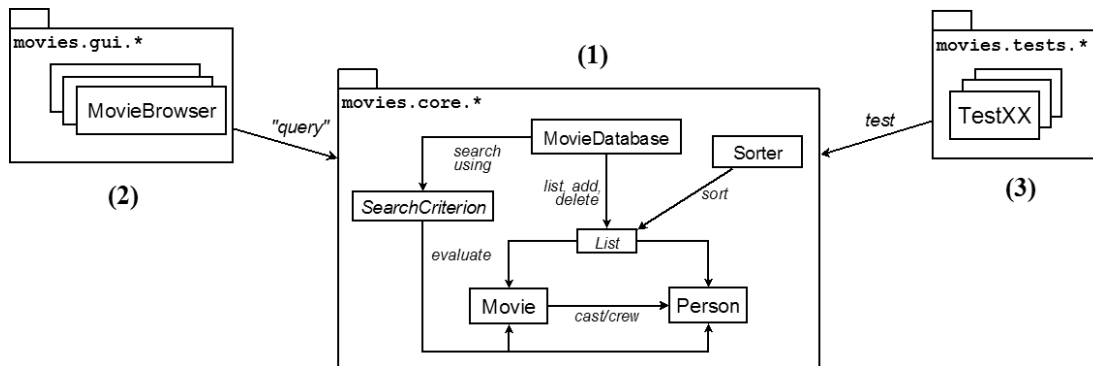 movies.gui.*
MovieBrowser
(2)
"query"
(1)
movies.core.*
MovieDatabase
Sorter
search
using
list, add,
delete
sort
SearchCriterion
List
evaluate
Movie
cast/crew
Person
test
movies.tests.*
TestXX
(3)